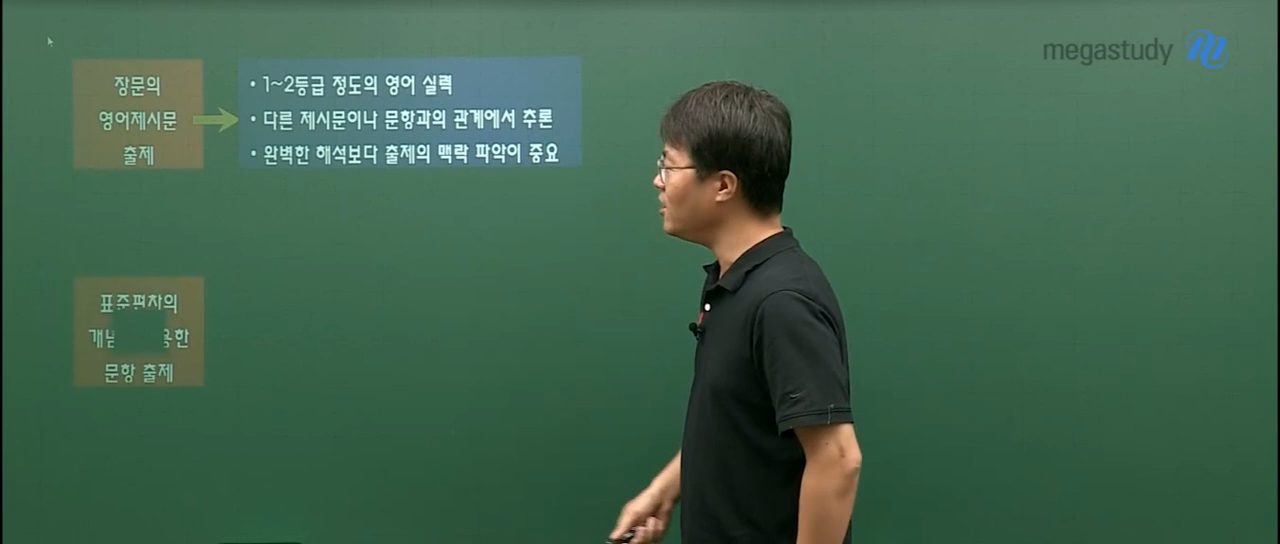 megastudy
장문의
영어제시문
출제
• 1~2등급 정도의 영어 실력
• 다른 제시문이나 문항과의 관계에서 추론
• 완벽한 해석보다 출제의 맥락 파악이 중요
표준편차의
문항 출제